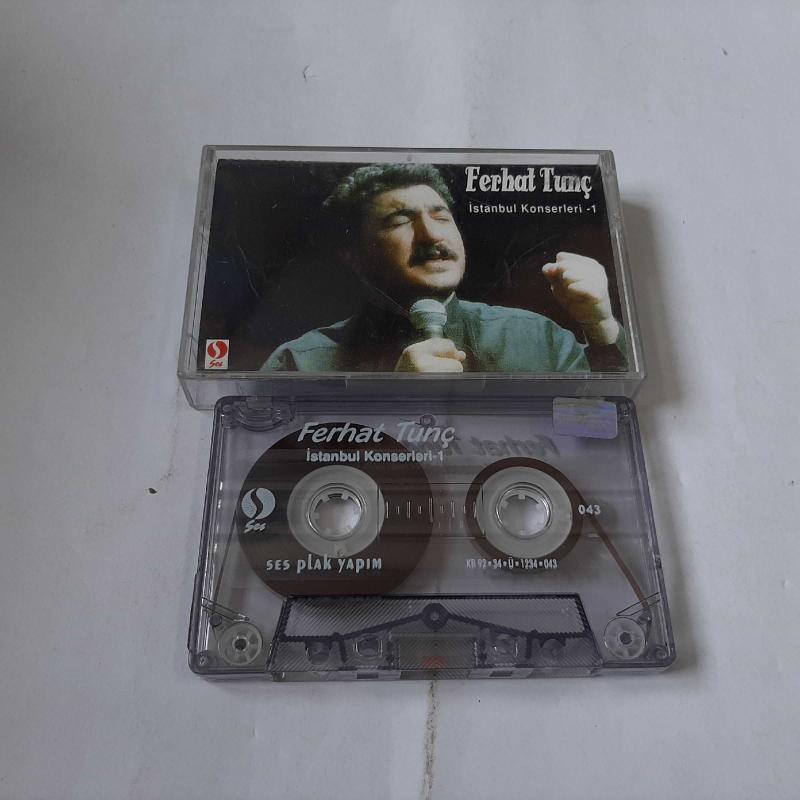 Ferhat Tunç
İstanbul Konserleri -1
Ses
Ferhat Tunç
İstanbul Konserleri-1
Ses
043
SES PLAK YAPIM
KB 92•34•Ü•1234•043